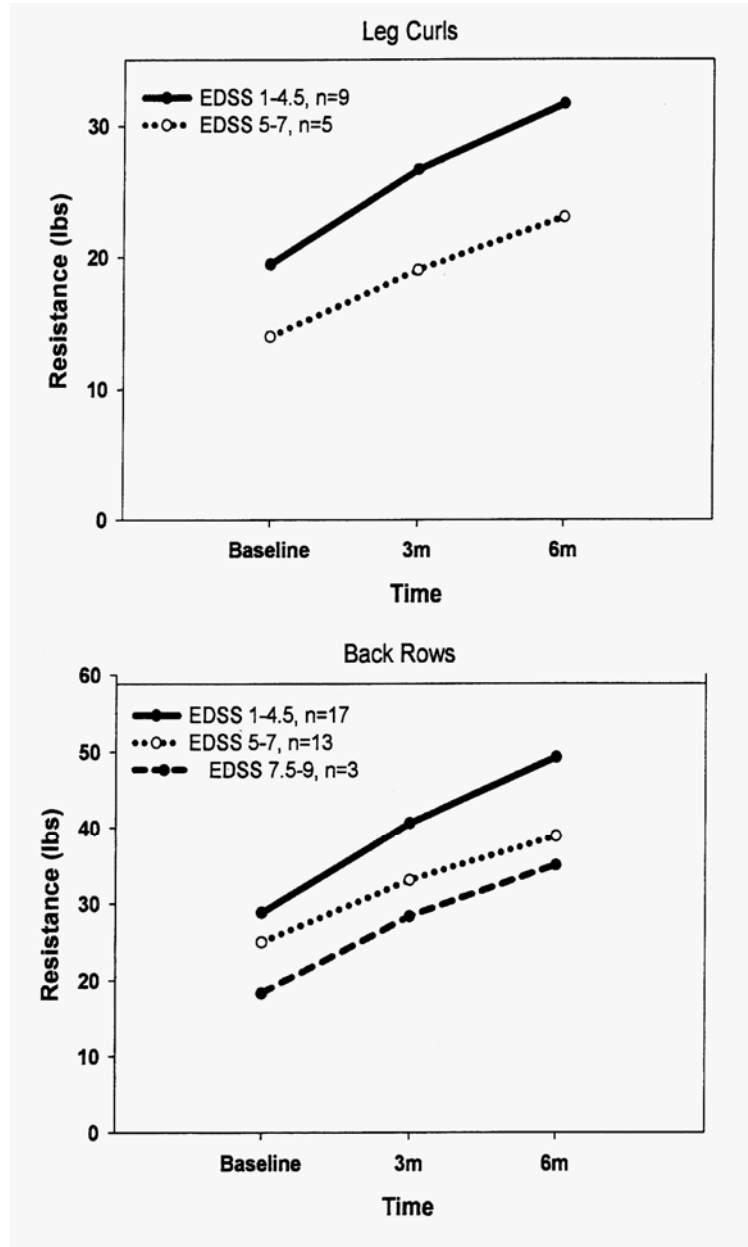 Leg Curls
EDSS 1-4.5, n=9
EDSS 5-7, n=5
30
20
10
0
Resistance (lbs)
Baseline 3m 6m
Time
Back Rows
60
50
40
30
20
10
0
EDSS 1-4.5, n=17
EDSS 5-7, n=13
EDSS 7.5-9, n=3
Resistance (lbs)
Baseline 3m 6m
Time